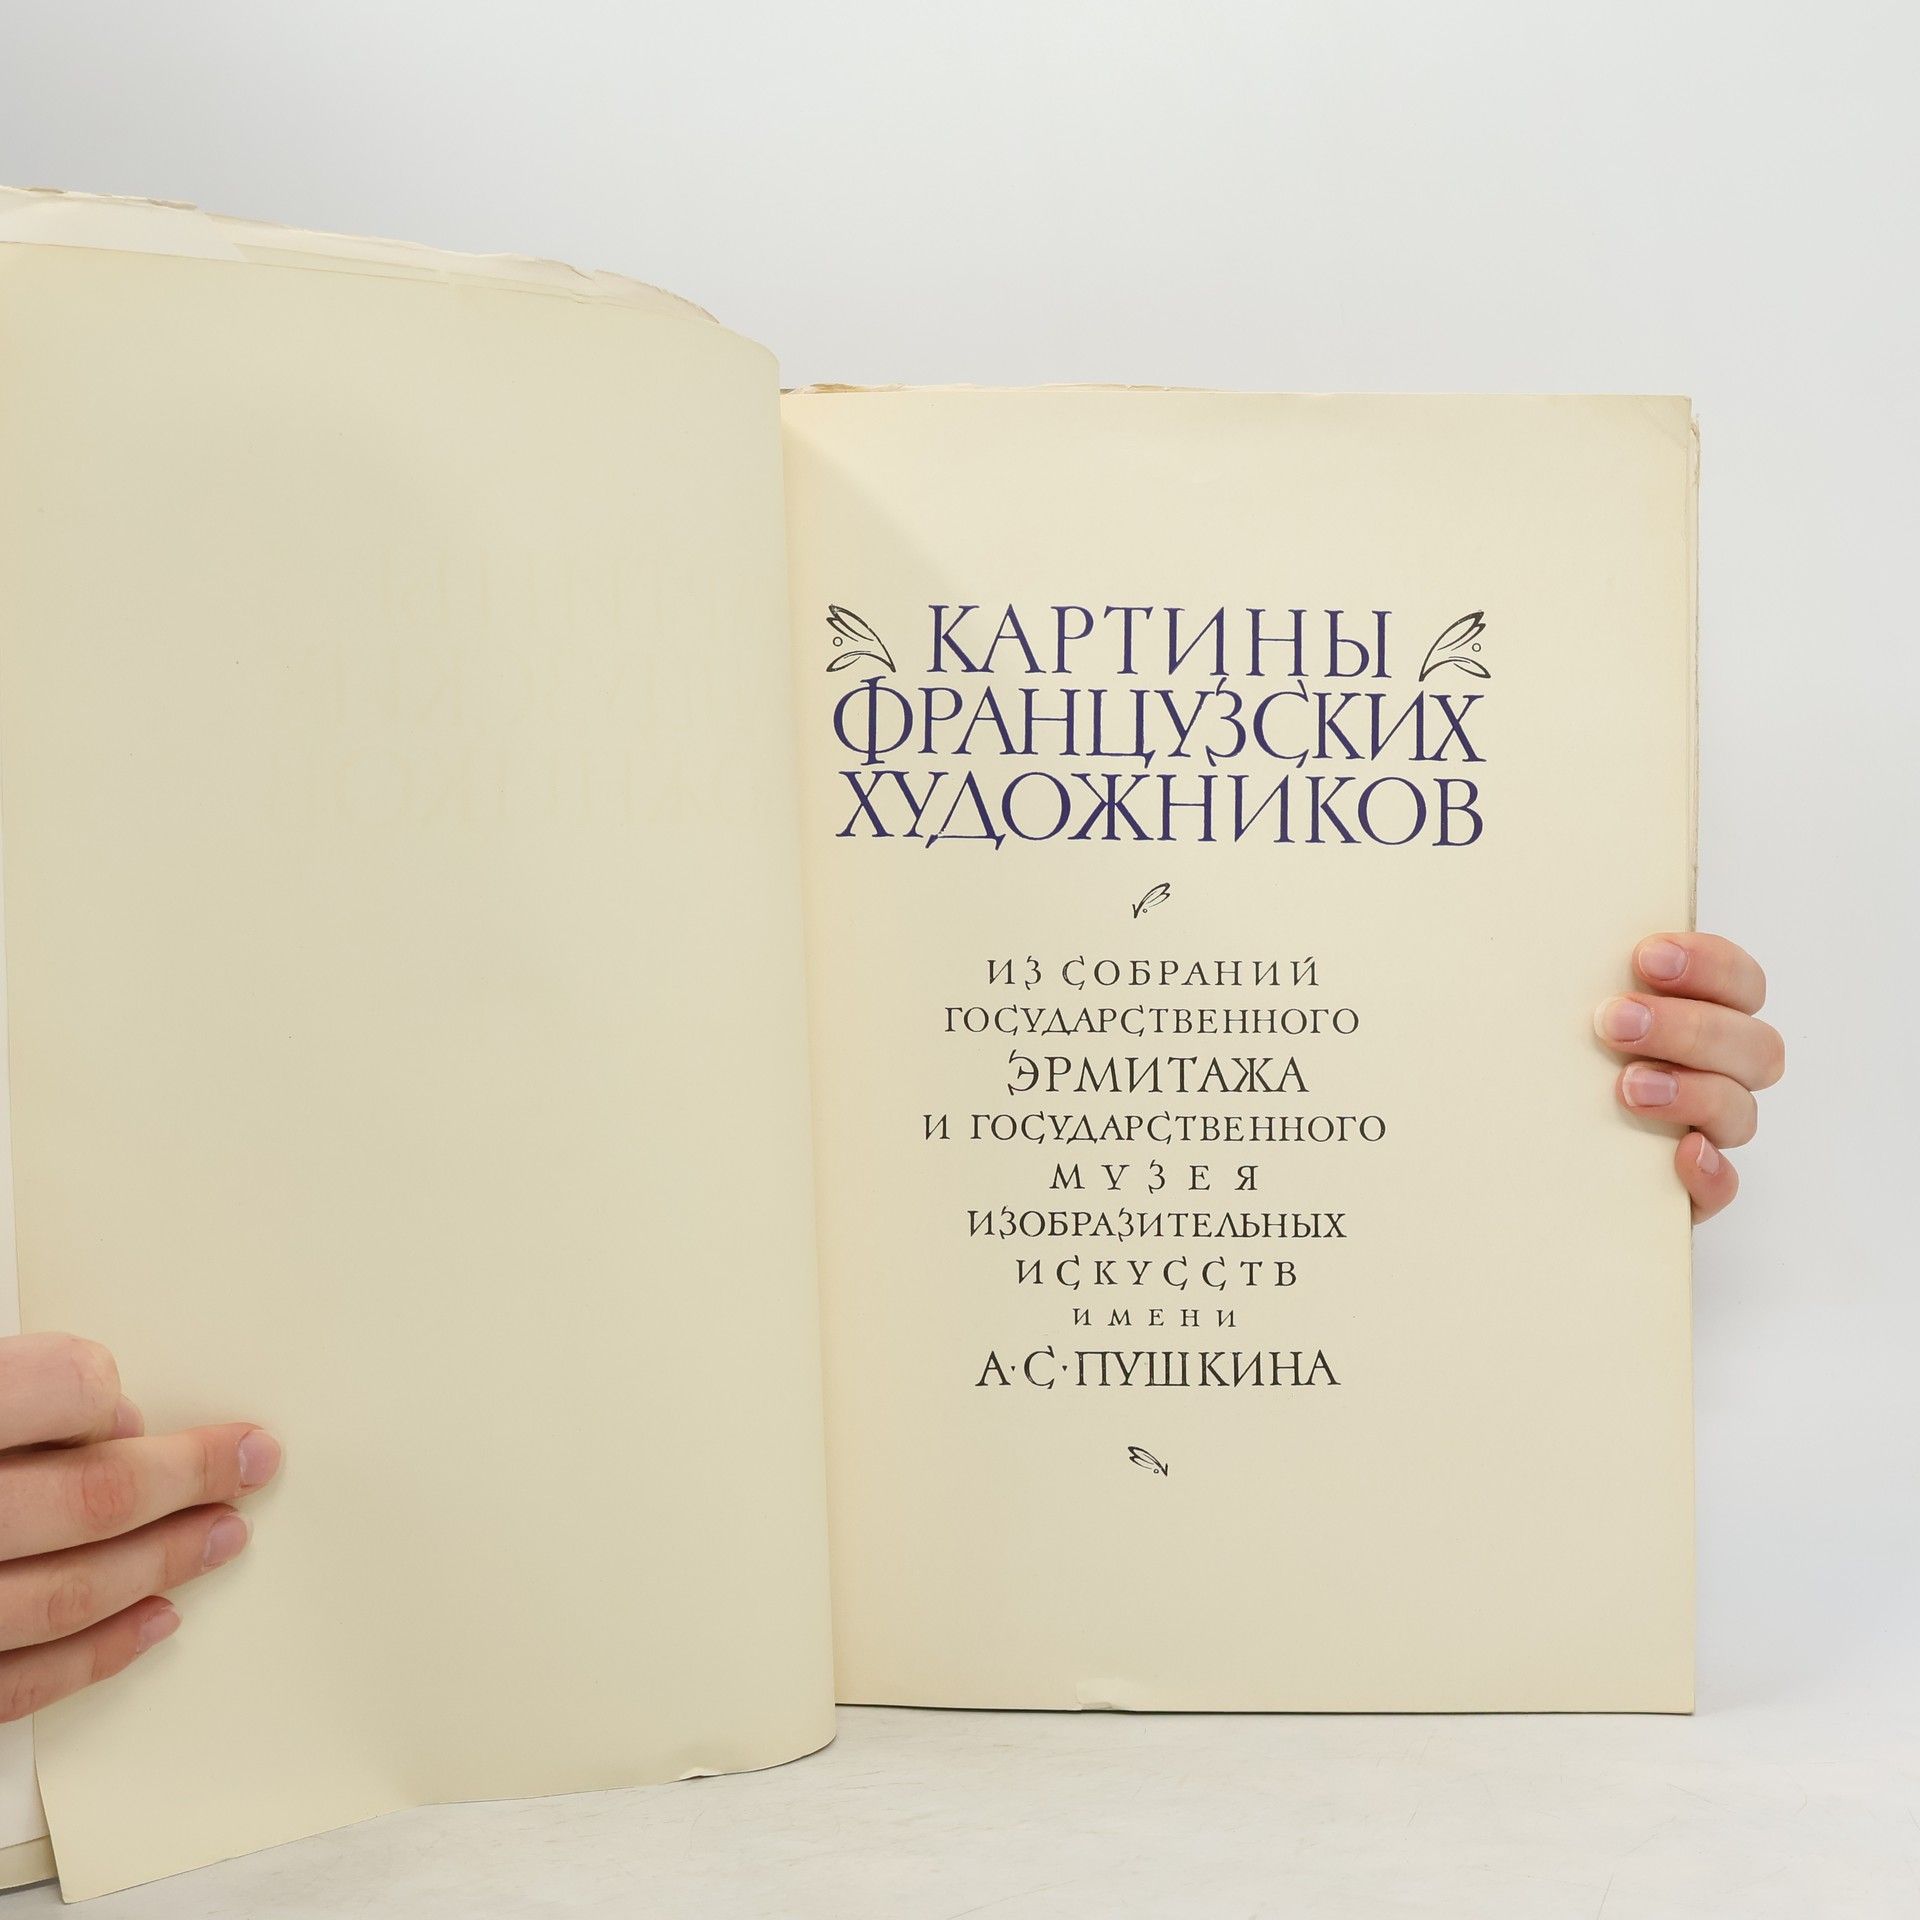 КАРТИНЫ
ФРАНЦУЗСКИХ
ХУДОЖНИКОВ
ИЗ СОБРАНИЙ
ГОСУДАРСТВЕННОГО
ЭРМИТАЖА
И ГОСУДАРСТВЕННОГО
МУЗЕЯ
ИЗОБРАЗИТЕЛЬНЫХ
ИСКУССТВ
ИМЕНИ
А·С·ПУШКИНА